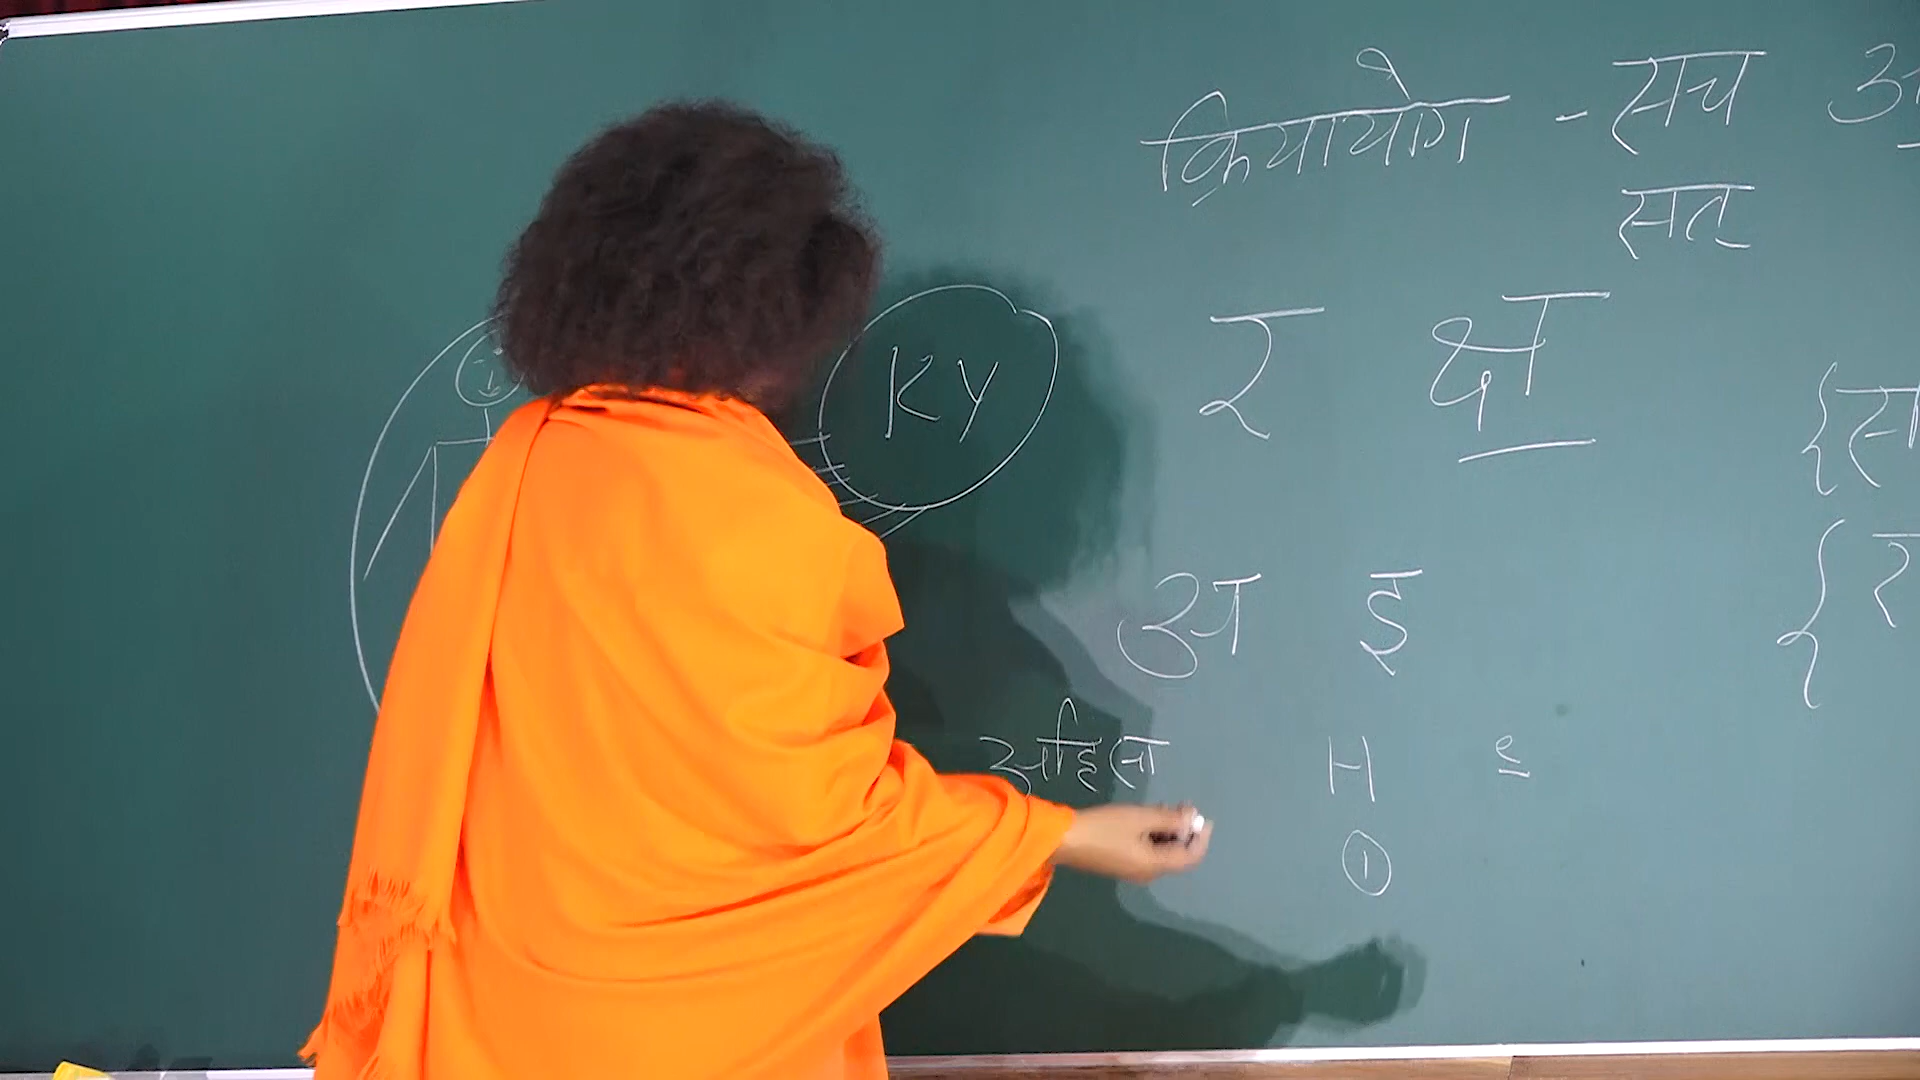 क्रियायोग - सच
सत्
KY र क्ष
अ इ
अहिंसा H e
1